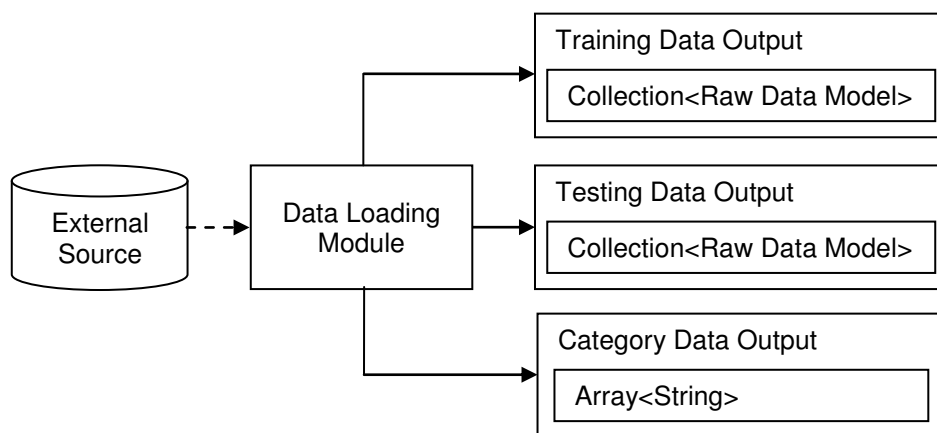 External
Source
Data Loading
Module
Training Data Output
Collection<Raw Data Model>
Testing Data Output
Collection<Raw Data Model>
Category Data Output
Array<String>